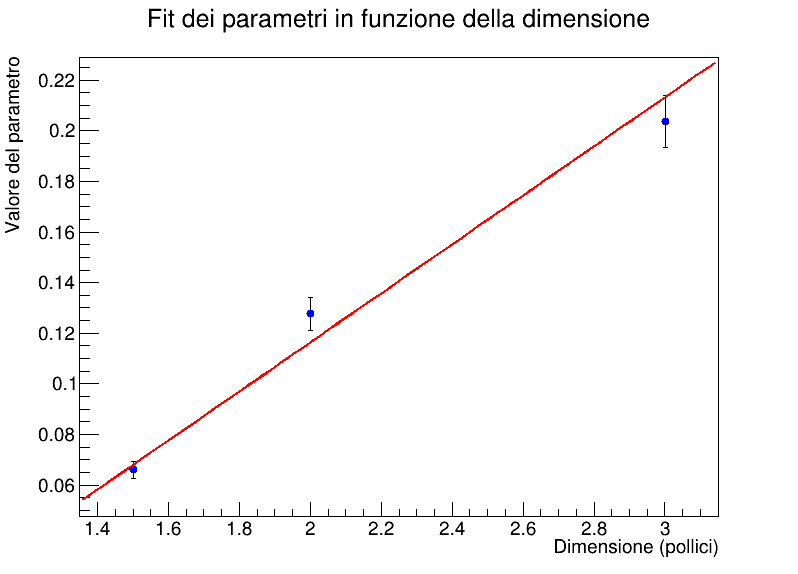 Fit dei parametri in funzione della dimensione
Valore del parametro
0.22
0.2
0.18
0.16
0.14
0.12
0.1
0.08
0.06
1.4 1.6 1.8 2 2.2 2.4 2.6 2.8 3
Dimensione (pollici)